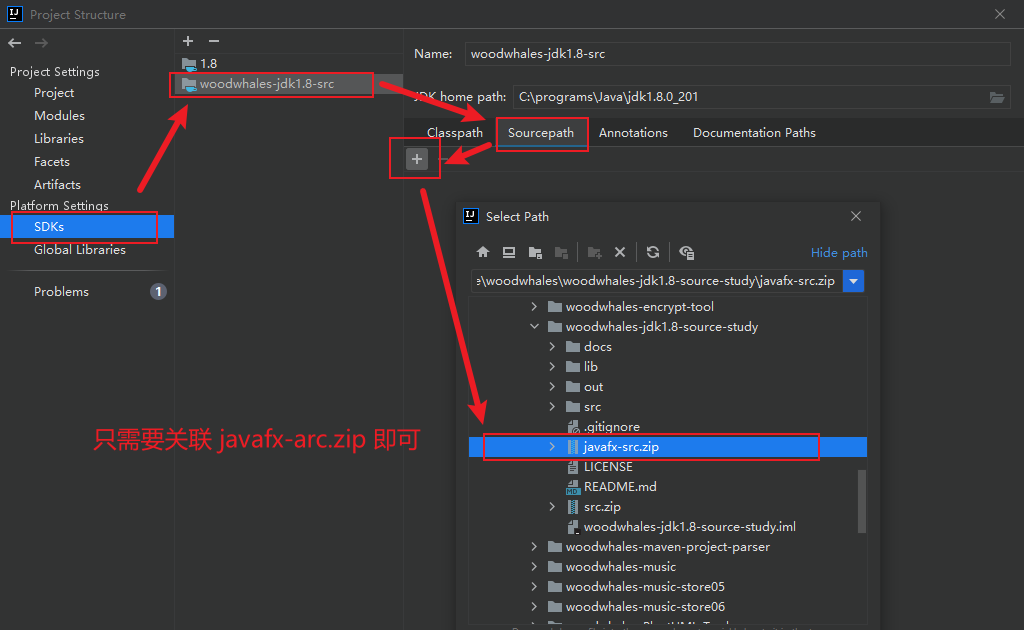 Project Structure
Project Settings
Project
Modules
Libraries
Facets
Artifacts
Platform Settings
SDKs
Global Libraries
Problems
1
1.8
woodwhales-jdk1.8-src
Name:
woodwhales-jdk1.8-src
JDK home path:
C:\programs\Java\jdk1.8.0_201
Classpath
Sourcepath
Annotations
Documentation Paths
只需要关联 javafx-arc.zip 即可
Select Path
Hide path
e\woodwhales\woodwhales-jdk1.8-source-study\javafx-src.zip
woodwhales-encrypt-tool
woodwhales-jdk1.8-source-study
docs
lib
out
src
.gitignore
javafx-src.zip
LICENSE
README.md
src.zip
woodwhales-jdk1.8-source-study.iml
woodwhales-maven-project-parser
woodwhales-music
woodwhales-music-store05
woodwhales-music-store06